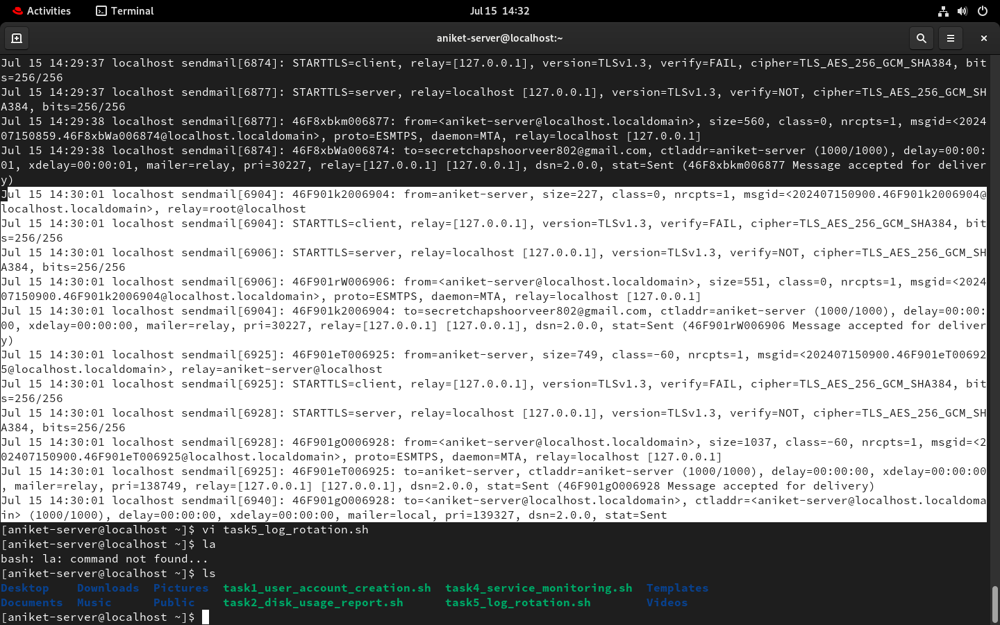 Activities Terminal Jul 15 14:32
aniket-server@localhost:~
Jul 15 14:29:37 localhost sendmail[6874]: STARTTLS=client, relay=[127.0.0.1], version=TLSv1.3, verify=FAIL, cipher=TLS_AES_256_GCM_SHA384, bit
s=256/256
Jul 15 14:29:37 localhost sendmail[6877]: STARTTLS=server, relay=localhost [127.0.0.1], version=TLSv1.3, verify=NOT, cipher=TLS_AES_256_GCM_SH
A384, bits=256/256
Jul 15 14:29:38 localhost sendmail[6877]: 46F8xbkm006877: from=<aniket-server@localhost.localdomain>, size=560, class=0, nrcpts=1, msgid=<2024
07150859.46F8xbWa006874@localhost.localdomain>, proto=ESMTPS, daemon=MTA, relay=localhost [127.0.0.1]
Jul 15 14:29:38 localhost sendmail[6874]: 46F8xbWa006874: to=secretchapshoorveer802@gmail.com, ctladdr=aniket-server (1000/1000), delay=00:00:
01, xdelay=00:00:01, mailer=relay, pri=30227, relay=[127.0.0.1] [127.0.0.1], dsn=2.0.0, stat=Sent (46F8xbkm006877 Message accepted for deliver
y)
Jul 15 14:30:01 localhost sendmail[6904]: 46F901k2006904: from=aniket-server, size=227, class=0, nrcpts=1, msgid=<202407150900.46F901k2006904@
localhost.localdomain>, relay=root@localhost
Jul 15 14:30:01 localhost sendmail[6904]: STARTTLS=client, relay=[127.0.0.1], version=TLSv1.3, verify=FAIL, cipher=TLS_AES_256_GCM_SHA384, bit
s=256/256
Jul 15 14:30:01 localhost sendmail[6906]: STARTTLS=server, relay=localhost [127.0.0.1], version=TLSv1.3, verify=NOT, cipher=TLS_AES_256_GCM_SH
A384, bits=256/256
Jul 15 14:30:01 localhost sendmail[6906]: 46F901rW006906: from=<aniket-server@localhost.localdomain>, size=551, class=0, nrcpts=1, msgid=<2024
07150900.46F901k2006904@localhost.localdomain>, proto=ESMTPS, daemon=MTA, relay=localhost [127.0.0.1]
Jul 15 14:30:01 localhost sendmail[6904]: 46F901k2006904: to=secretchapshoorveer802@gmail.com, ctladdr=aniket-server (1000/1000), delay=00:00:
00, xdelay=00:00:00, mailer=relay, pri=30227, relay=[127.0.0.1] [127.0.0.1], dsn=2.0.0, stat=Sent (46F901rW006906 Message accepted for deliver
y)
Jul 15 14:30:01 localhost sendmail[6925]: 46F901eT006925: from=aniket-server, size=749, class=-60, nrcpts=1, msgid=<202407150900.46F901eT00692
5@localhost.localdomain>, relay=aniket-server@localhost
Jul 15 14:30:01 localhost sendmail[6925]: STARTTLS=client, relay=[127.0.0.1], version=TLSv1.3, verify=FAIL, cipher=TLS_AES_256_GCM_SHA384, bit
s=256/256
Jul 15 14:30:01 localhost sendmail[6928]: STARTTLS=server, relay=localhost [127.0.0.1], version=TLSv1.3, verify=NOT, cipher=TLS_AES_256_GCM_SH
A384, bits=256/256
Jul 15 14:30:01 localhost sendmail[6928]: 46F901gO006928: from=<aniket-server@localhost.localdomain>, size=1037, class=-60, nrcpts=1, msgid=<2
02407150900.46F901eT006925@localhost.localdomain>, proto=ESMTPS, daemon=MTA, relay=localhost [127.0.0.1]
Jul 15 14:30:01 localhost sendmail[6925]: 46F901eT006925: to=aniket-server, ctladdr=aniket-server (1000/1000), delay=00:00:00, xdelay=00:00:00
, mailer=relay, pri=138749, relay=[127.0.0.1] [127.0.0.1], dsn=2.0.0, stat=Sent (46F901gO006928 Message accepted for delivery)
Jul 15 14:30:01 localhost sendmail[6940]: 46F901gO006928: to=<aniket-server@localhost.localdomain>, ctladdr=<aniket-server@localhost.localdoma
in> (1000/1000), delay=00:00:00, xdelay=00:00:00, mailer=local, pri=139327, dsn=2.0.0, stat=Sent
[aniket-server@localhost ~]$ vi task5_log_rotation.sh
[aniket-server@localhost ~]$ la
bash: la: command not found...
[aniket-server@localhost ~]$ ls
Desktop Downloads Pictures task1_user_account_creation.sh task4_service_monitoring.sh Templates
Documents Music Public task2_disk_usage_report.sh task5_log_rotation.sh Videos
[aniket-server@localhost ~]$